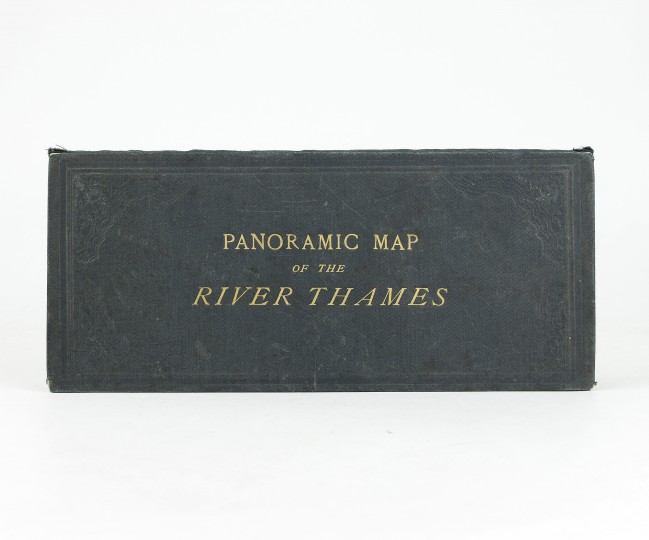 PANORAMIC MAP
OF THE
RIVER THAMES